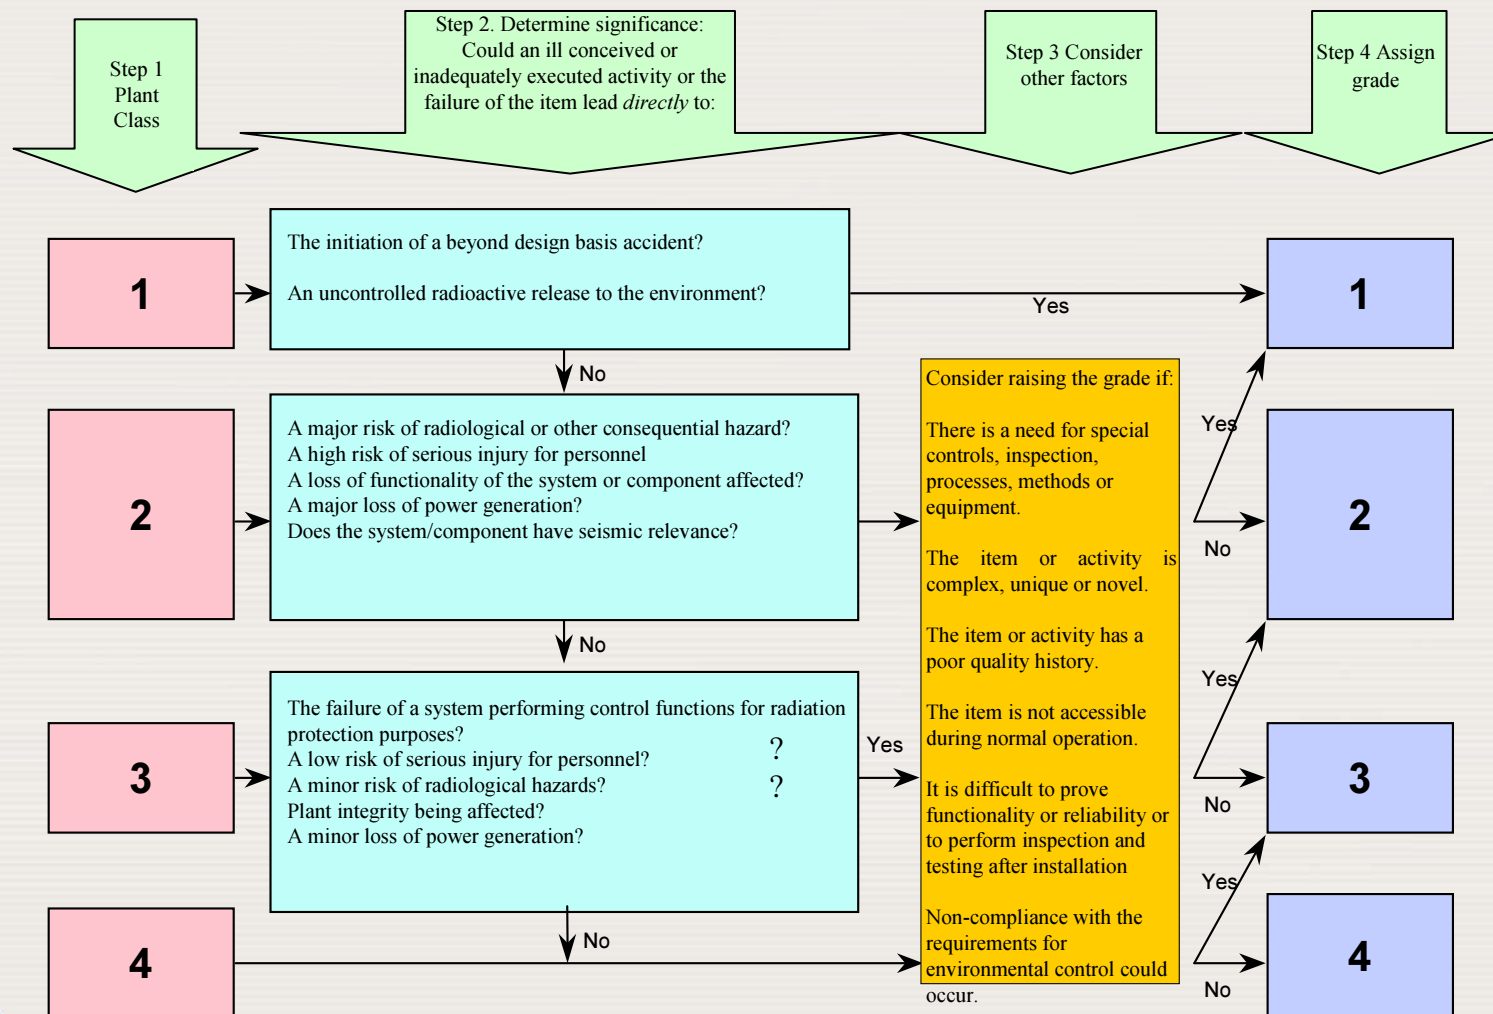 Step 1
Plant
Class
Step 2. Determine significance:
Could an ill conceived or
inadequately executed activity or the
failure of the item lead directly to:
Step 3 Consider
other factors
Step 4 Assign
grade
1
The initiation of a beyond design basis accident?
An uncontrolled radioactive release to the environment?
Yes
1
No
2
A major risk of radiological or other consequential hazard?
A high risk of serious injury for personnel
A loss of functionality of the system or component affected?
A major loss of power generation?
Does the system/component have seismic relevance?
No
3
The failure of a system performing control functions for radiation
protection purposes?
A low risk of serious injury for personnel?
?
A minor risk of radiological hazards?
?
Plant integrity being affected?
A minor loss of power generation?
Yes
No
4
Consider raising the grade if:
There is a need for special
controls, inspection,
processes, methods or
equipment.
The item or activity is
complex, unique or novel.
The item or activity has a
poor quality history.
The item is not accessible
during normal operation.
It is difficult to prove
functionality or reliability or
to perform inspection and
testing after installation
Non-compliance with the
requirements for
environmental control could
occur.
Yes
No
2
Yes
No
3
Yes
No
4